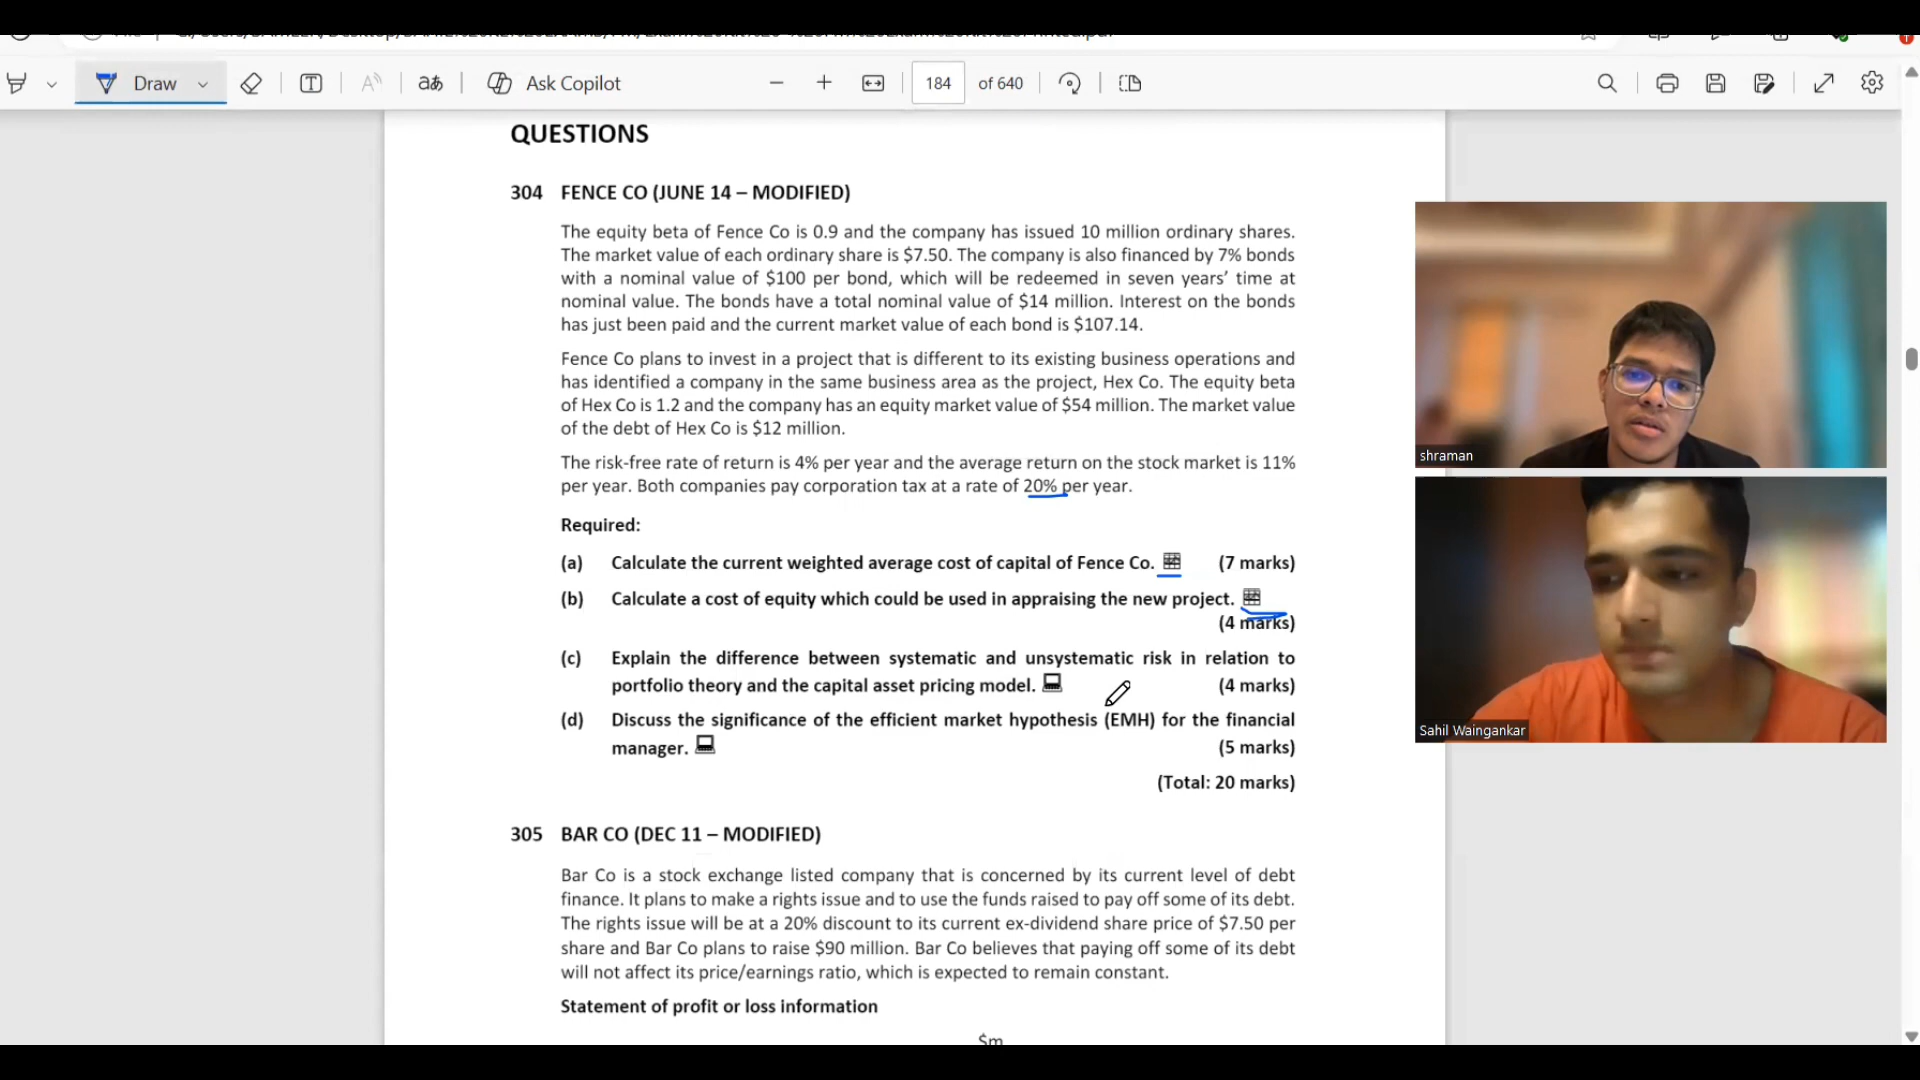 Draw
Ask Copilot
184 of 640
QUESTIONS
304 FENCE CO (JUNE 14 – MODIFIED)
The equity beta of Fence Co is 0.9 and the company has issued 10 million ordinary shares.
The market value of each ordinary share is $7.50. The company is also financed by 7% bonds
with a nominal value of $100 per bond, which will be redeemed in seven years’ time at
nominal value. The bonds have a total nominal value of $14 million. Interest on the bonds
has just been paid and the current market value of each bond is $107.14.
Fence Co plans to invest in a project that is different to its existing business operations and
has identified a company in the same business area as the project, Hex Co. The equity beta
of Hex Co is 1.2 and the company has an equity market value of $54 million. The market value
of the debt of Hex Co is $12 million.
The risk-free rate of return is 4% per year and the average return on the stock market is 11%
per year. Both companies pay corporation tax at a rate of 20% per year.
Required:
(a) Calculate the current weighted average cost of capital of Fence Co. (7 marks)
(b) Calculate a cost of equity which could be used in appraising the new project.
(4 marks)
(c) Explain the difference between systematic and unsystematic risk in relation to
portfolio theory and the capital asset pricing model. (4 marks)
(d) Discuss the significance of the efficient market hypothesis (EMH) for the financial
manager. (5 marks)
(Total: 20 marks)
305 BAR CO (DEC 11 – MODIFIED)
Bar Co is a stock exchange listed company that is concerned by its current level of debt
finance. It plans to make a rights issue and to use the funds raised to pay off some of its debt.
The rights issue will be at a 20% discount to its current ex-dividend share price of $7.50 per
share and Bar Co plans to raise $90 million. Bar Co believes that paying off some of its debt
will not affect its price/earnings ratio, which is expected to remain constant.
Statement of profit or loss information
$m
shraman
Sahil Waingankar